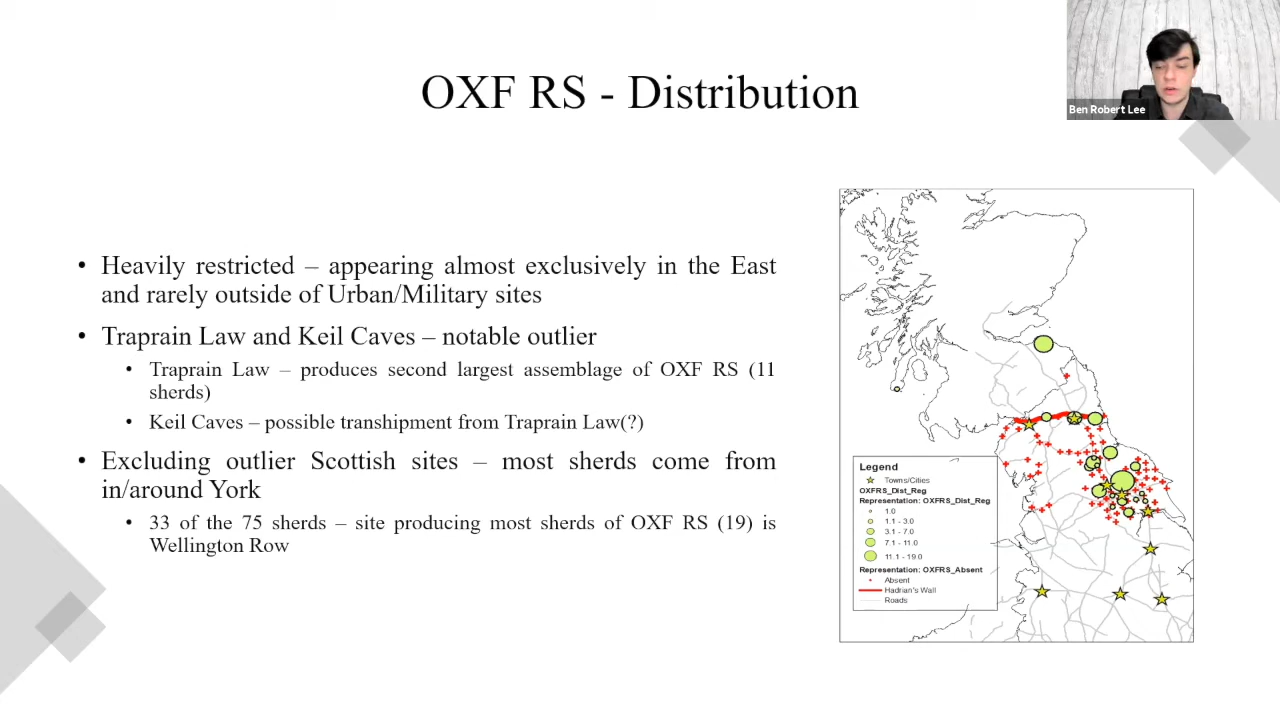 Ben Robert Lee
OXF RS - Distribution
• Heavily restricted – appearing almost exclusively in the East
and rarely outside of Urban/Military sites
• Traprain Law and Keil Caves – notable outlier
• Traprain Law – produces second largest assemblage of OXF RS (11
sherds)
• Keil Caves – possible transhipment from Traprain Law(?)
• Excluding outlier Scottish sites – most sherds come from
in/around York
• 33 of the 75 sherds – site producing most sherds of OXF RS (19) is
Wellington Row
Legend
Towns/Cities
OXFRS_Dist_Reg
Representation: OXFRS_Dist_Reg
1.0
1.1 - 3.0
3.1 - 7.0
7.1 - 11.0
11.1 - 19.0
Representation: OXFRS_Absent
Absent
Hadrian's Wall
Roads